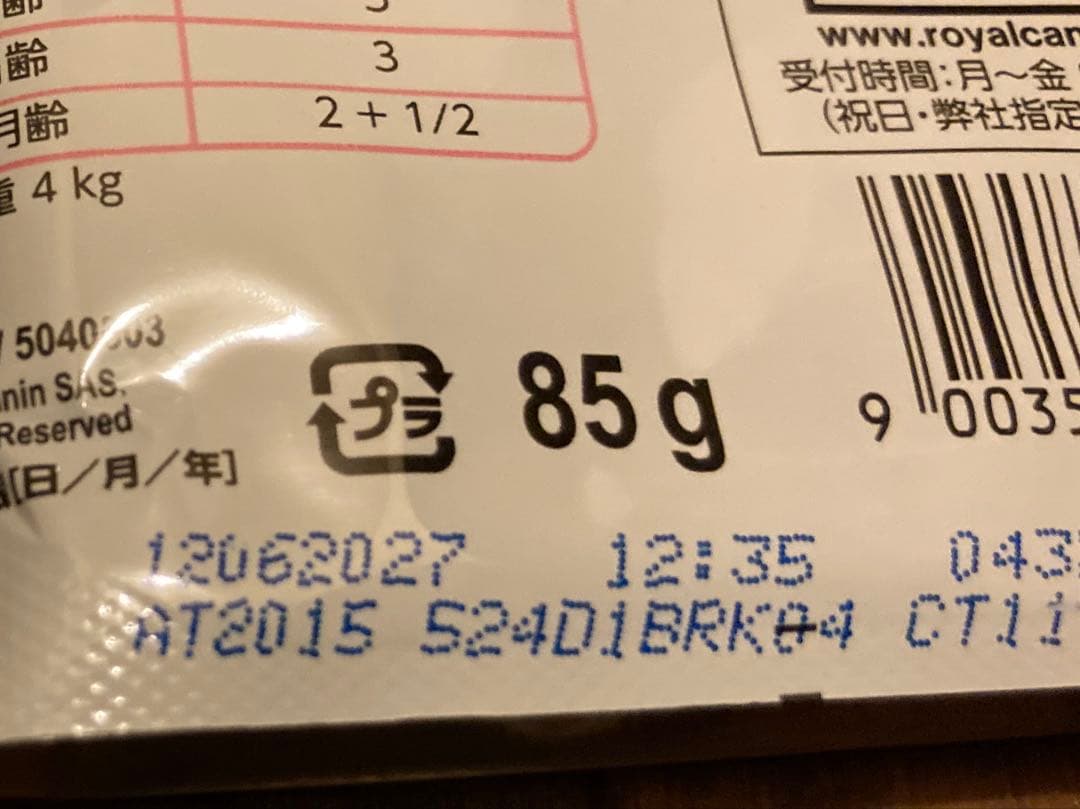 齢
3
月齢
2 + 1/2
4 kg
www.royalcan
受付時間:月~金
(祝日・弊社指定
nin SAS.
Reserved
[日/月/年]
プラ
85 g
9 0035
12062027 12:35 043
AT2015 524D1BRK04 CT11